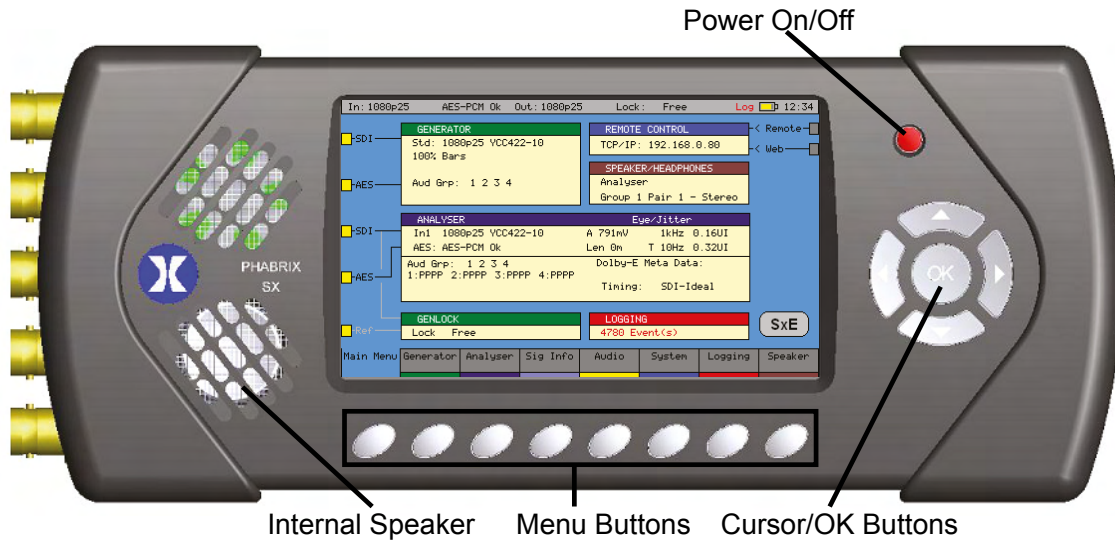 Power On/Off
In: 1080p25 AES-PCM Ok Out: 1080p25 Lock: Free Log 12:34
SDI
AES
SDI
AES
Ref
GENERATOR
Std: 1080p25 YCC422-10
100% Bars
Aud Grp: 1 2 3 4
REMOTE CONTROL
TCP/IP: 192.168.0.80
< Remote
< Web
SPEAKER/HEADPHONES
Analyser
Group 1 Pair 1 - Stereo
ANALYSER Eye/Jitter
In1 1080p25 YCC422-10 A 791mV 1kHz 0.16UI
AES: AES-PCM Ok Len 0m T 10Hz 0.32UI
Aud Grp: 1 2 3 4 Dolby-E Meta Data:
1:PPPP 2:PPPP 3:PPPP 4:PPPP
Timing: SDI-Ideal
GENLOCK
Lock Free
LOGGING
4780 Event(s)
SxE
Main Menu Generator Analyser Sig Info Audio System Logging Speaker
PHABRIX
SX
OK
Internal Speaker Menu Buttons Cursor/OK Buttons